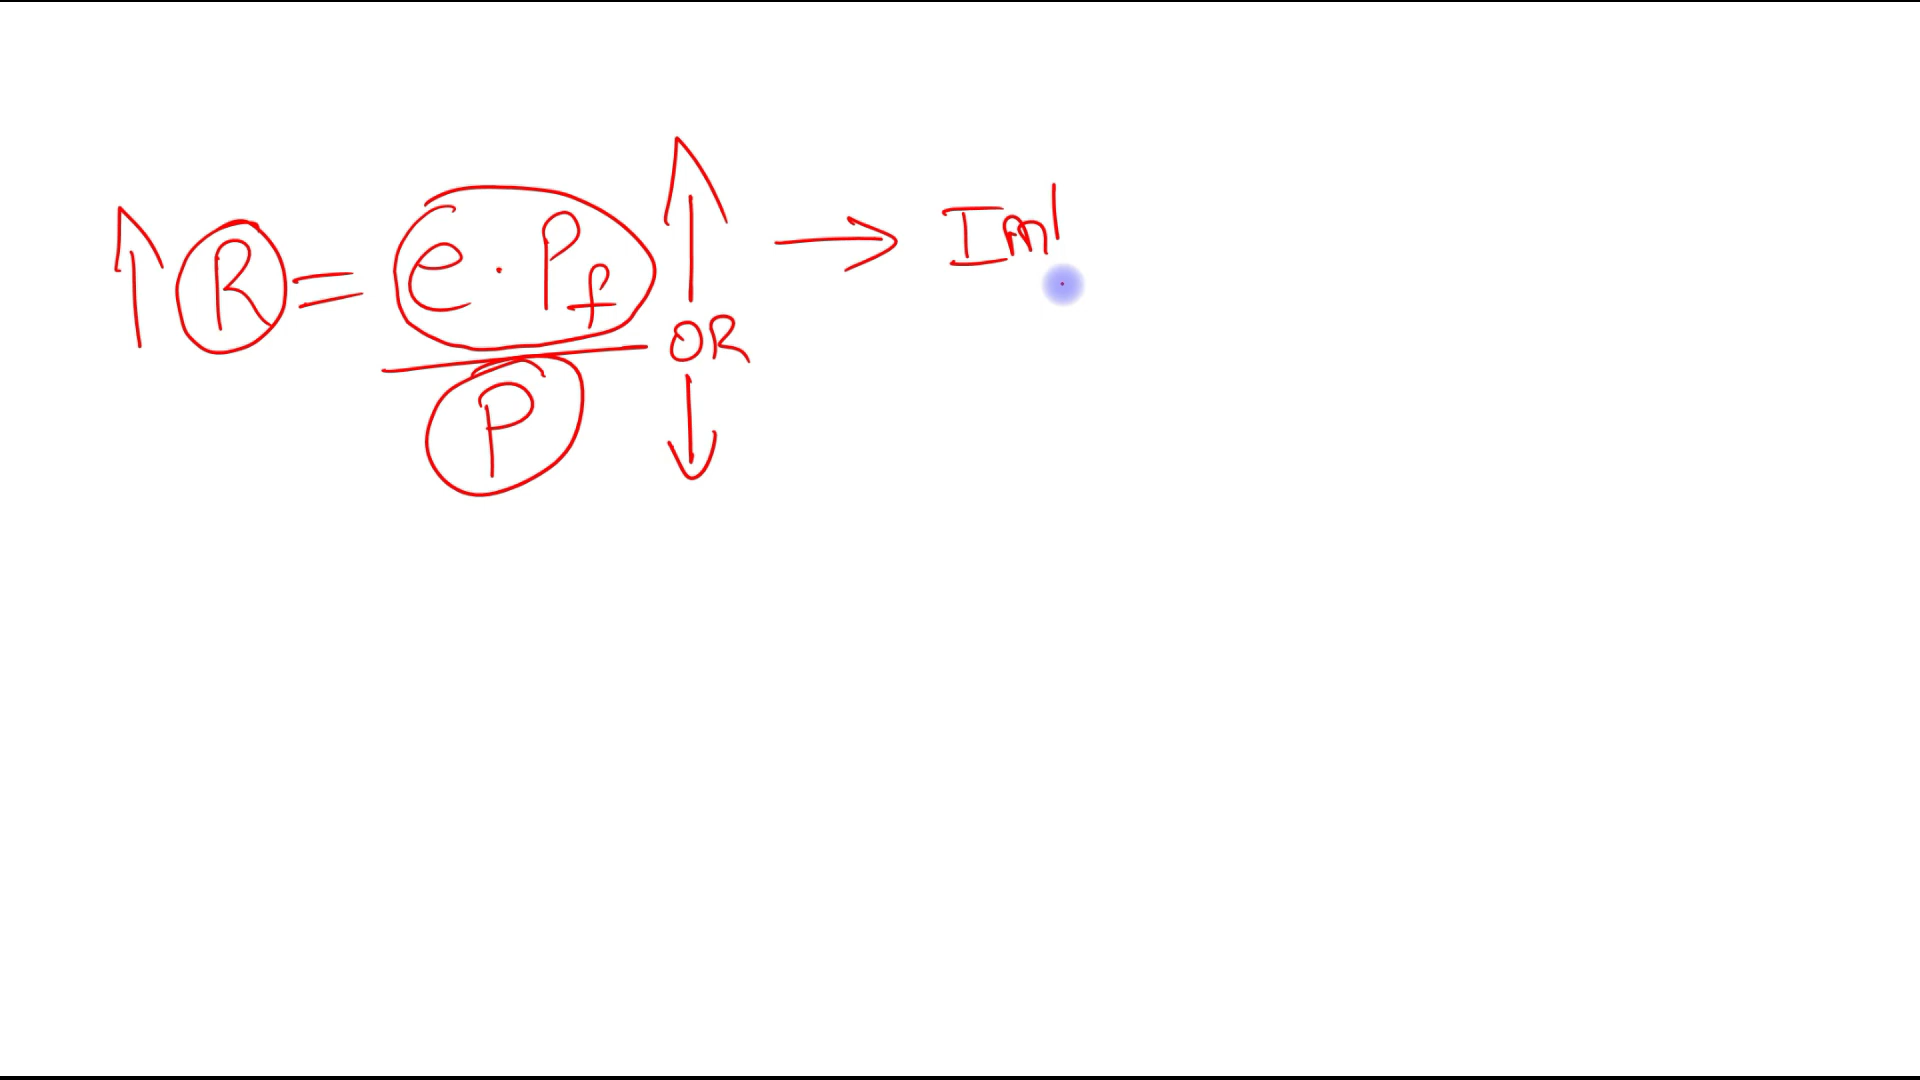 ↑ R = e . Pf ↑ → Im
OR
P ↓